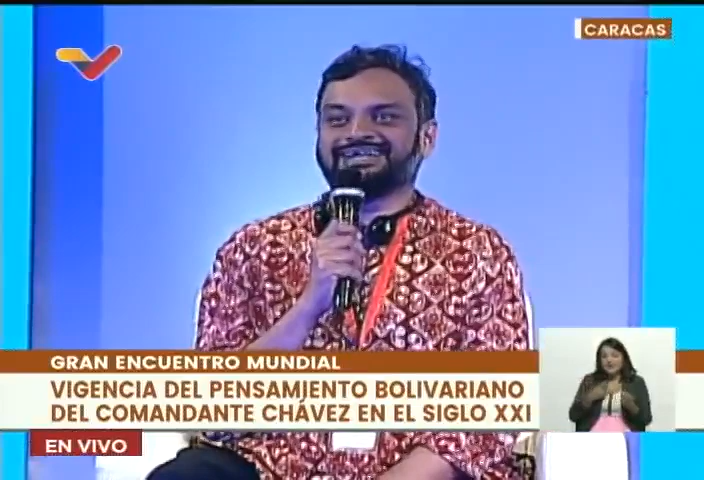 CARACAS
GRAN ENCUENTRO MUNDIAL
VIGENCIA DEL PENSAMIENTO BOLIVARIANO
DEL COMANDANTE CHÁVEZ EN EL SIGLO XXI
EN VIVO